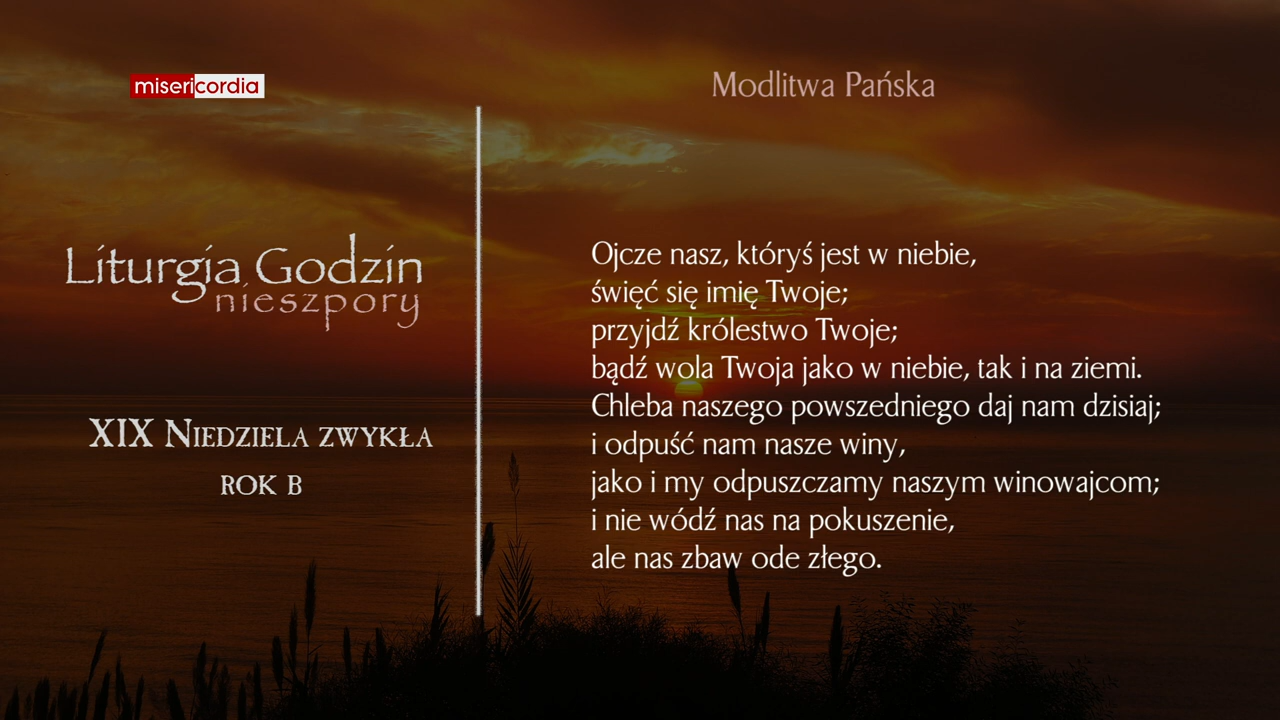 misericordia
Liturgia Godzin
nieszpory
XIX Niedziela zwykła
rok B
Modlitwa Pańska
Ojcze nasz, któryś jest w niebie,
święć się imię Twoje;
przyjdź królestwo Twoje;
bądź wola Twoja jako w niebie, tak i na ziemi.
Chleba naszego powszedniego daj nam dzisiaj;
i odpuść nam nasze winy,
jako i my odpuszczamy naszym winowajcom;
i nie wódź nas na pokuszenie,
ale nas zbaw ode złego.